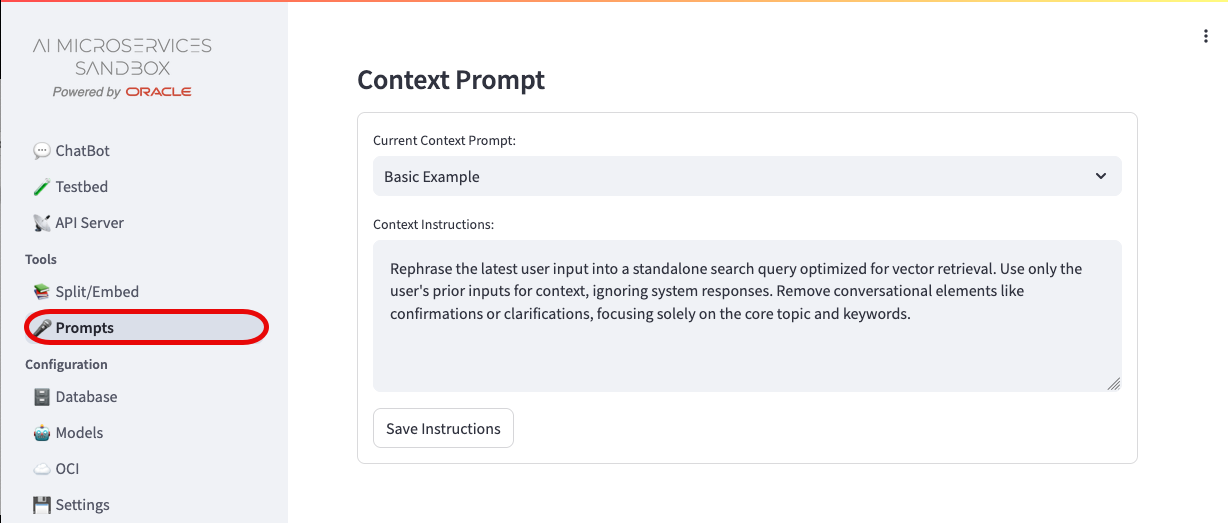 AI MICROSERVICES
SANDBOX
Powered by ORACLE
ChatBot
Testbed
API Server
Tools
Split/Embed
Prompts
Configuration
Database
Models
OCI
Settings
Context Prompt
Current Context Prompt:
Basic Example
Context Instructions:
Rephrase the latest user input into a standalone search query optimized for vector retrieval. Use only the
user's prior inputs for context, ignoring system responses. Remove conversational elements like
confirmations or clarifications, focusing solely on the core topic and keywords.
Save Instructions